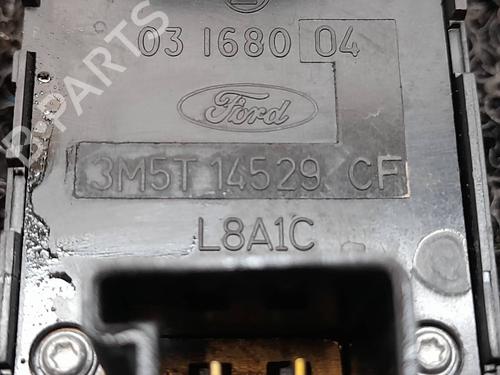 03 1680 04
Ford
3M5T 14529 CF
L8A1C
B-PARTS